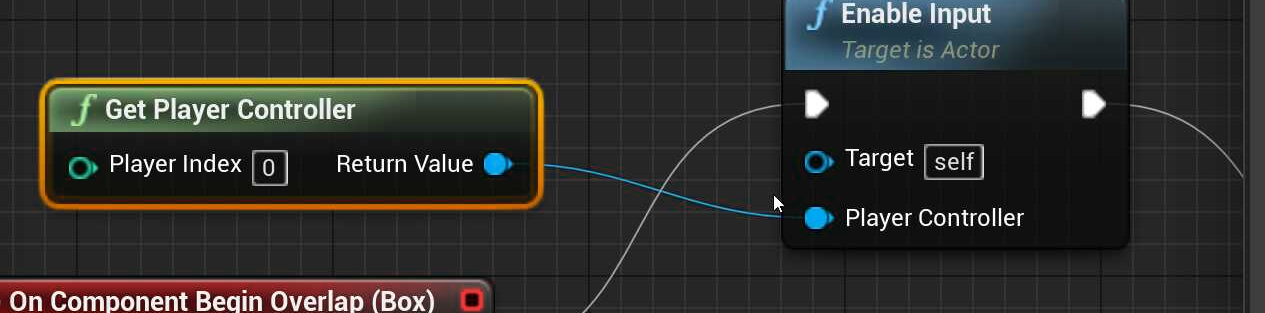 Enable Input
Target is Actor
Get Player Controller
Player Index 0 Return Value
Target self
Player Controller
On Component Begin Overlap (Box)